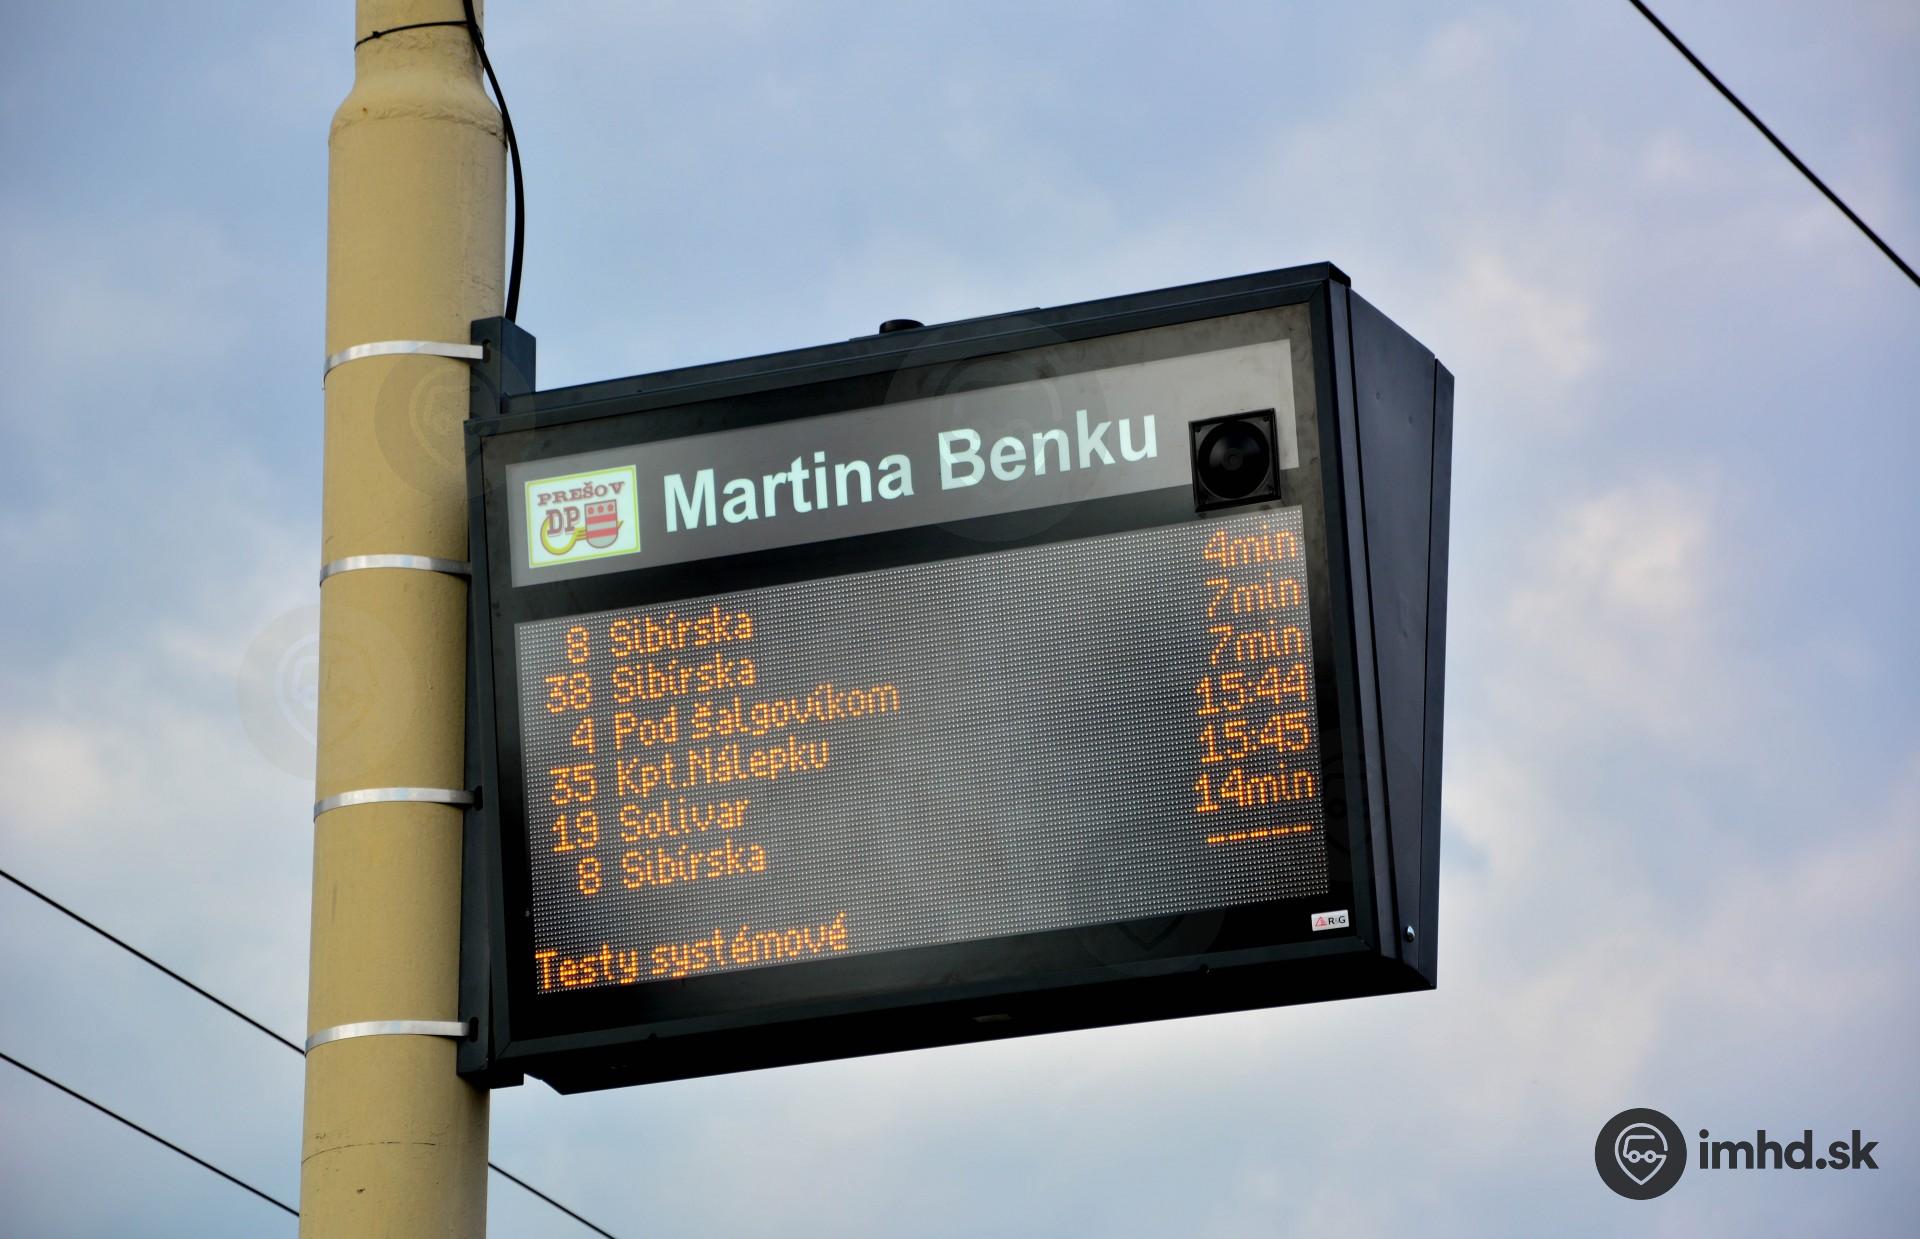 PREŠOV
DP
Martina Benku
8 Sibírska 4min
38 Sibírska 7min
4 Pod Šalgovíkom 7min
35 Kpt.Nálepku 15:44
19 Solivar 15:45
8 Sibírska 14min
-----
Testy systémové
R&G
imhd.sk